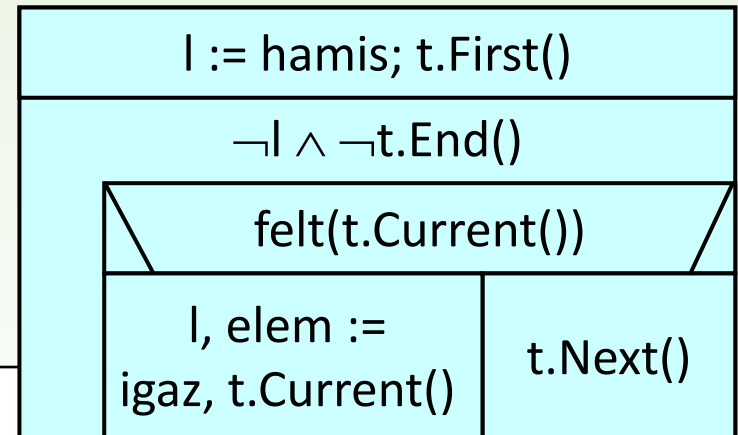 l := hamis; t.First()
¬l ∧ ¬t.End()
felt(t.Current())
l, elem :=
igaz, t.Current()
t.Next()